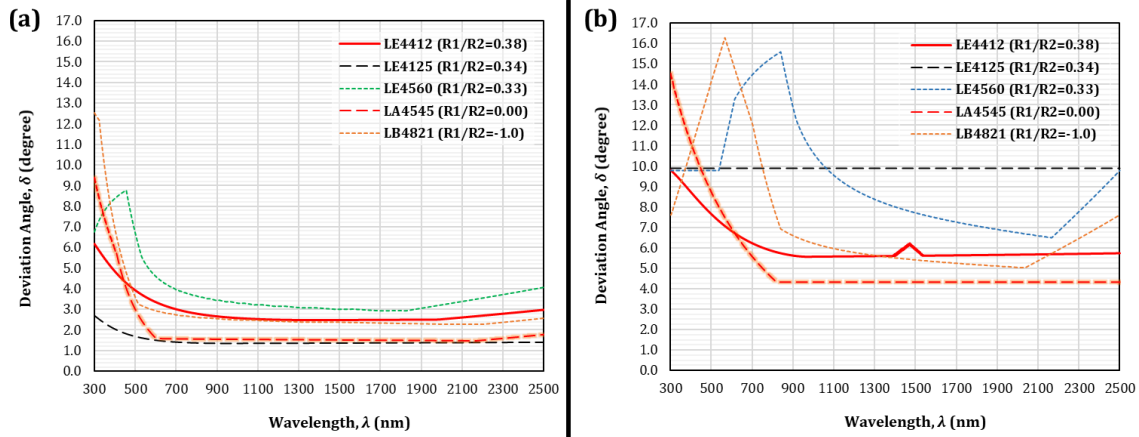 (a)
17.0
16.0
15.0
14.0
13.0
12.0
11.0
10.0
9.0
8.0
7.0
6.0
5.0
4.0
3.0
2.0
1.0
0.0
Deviation Angle, δ (degree)
LE4412 (R1/R2=0.38)
LE4125 (R1/R2=0.34)
LE4560 (R1/R2=0.33)
LA4545 (R1/R2=0.00)
LB4821 (R1/R2=-1.0)
300 500 700 900 1100 1300 1500 1700 1900 2100 2300 2500
Wavelength, λ (nm)
(b)
17.0
16.0
15.0
14.0
13.0
12.0
11.0
10.0
9.0
8.0
7.0
6.0
5.0
4.0
3.0
2.0
1.0
0.0
Deviation Angle, δ (degree)
LE4412 (R1/R2=0.38)
LE4125 (R1/R2=0.34)
LE4560 (R1/R2=0.33)
LA4545 (R1/R2=0.00)
LB4821 (R1/R2=-1.0)
300 500 700 900 1100 1300 1500 1700 1900 2100 2300 2500
Wavelength, λ (nm)